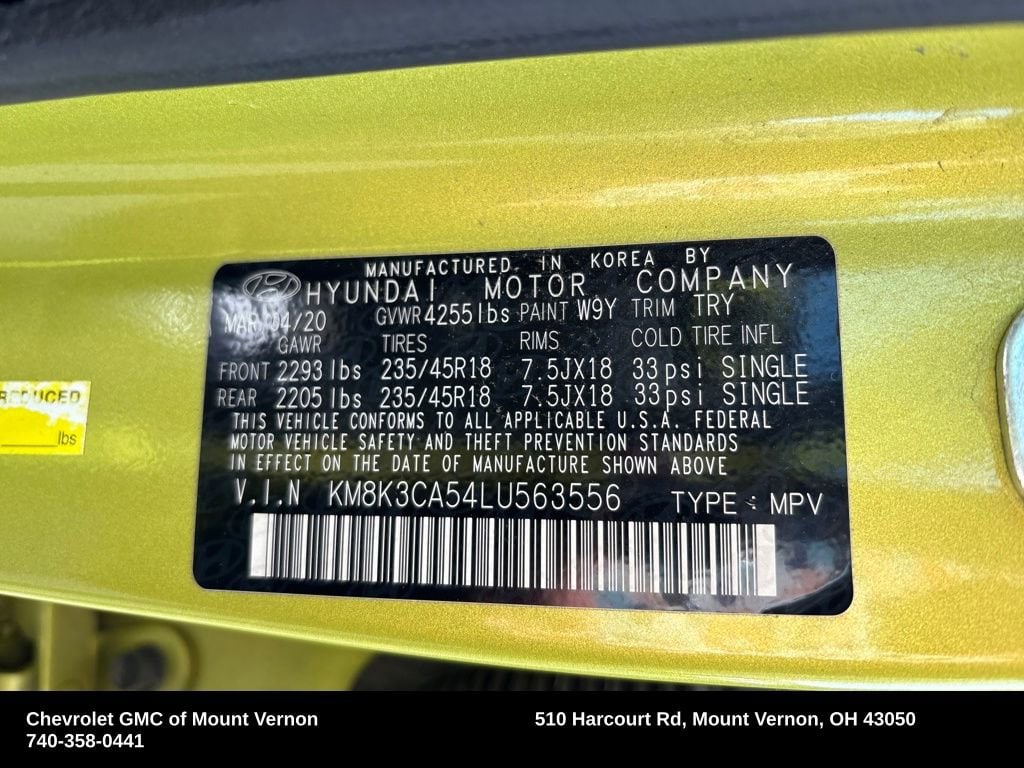 MANUFACTURED IN KOREA BY
HYUNDAI MOTOR COMPANY
MAR/04/20 GVWR 4255lbs PAINT W9Y TRIM TRY
GAWR TIRES RIMS COLD TIRE INFL
FRONT 2293 lbs 235/45R18 7.5JX18 33psi SINGLE
REAR 2205 lbs 235/45R18 7.5JX18 33psi SINGLE
THIS VEHICLE CONFORMS TO ALL APPLICABLE U.S.A. FEDERAL
MOTOR VEHICLE SAFETY AND THEFT PREVENTION STANDARDS
IN EFFECT ON THE DATE OF MANUFACTURE SHOWN ABOVE
V.I.N KM8K3CA54LU563556 TYPE : MPV
REDUCED
lbs
Chevrolet GMC of Mount Vernon 510 Harcourt Rd, Mount Vernon, OH 43050
740-358-0441